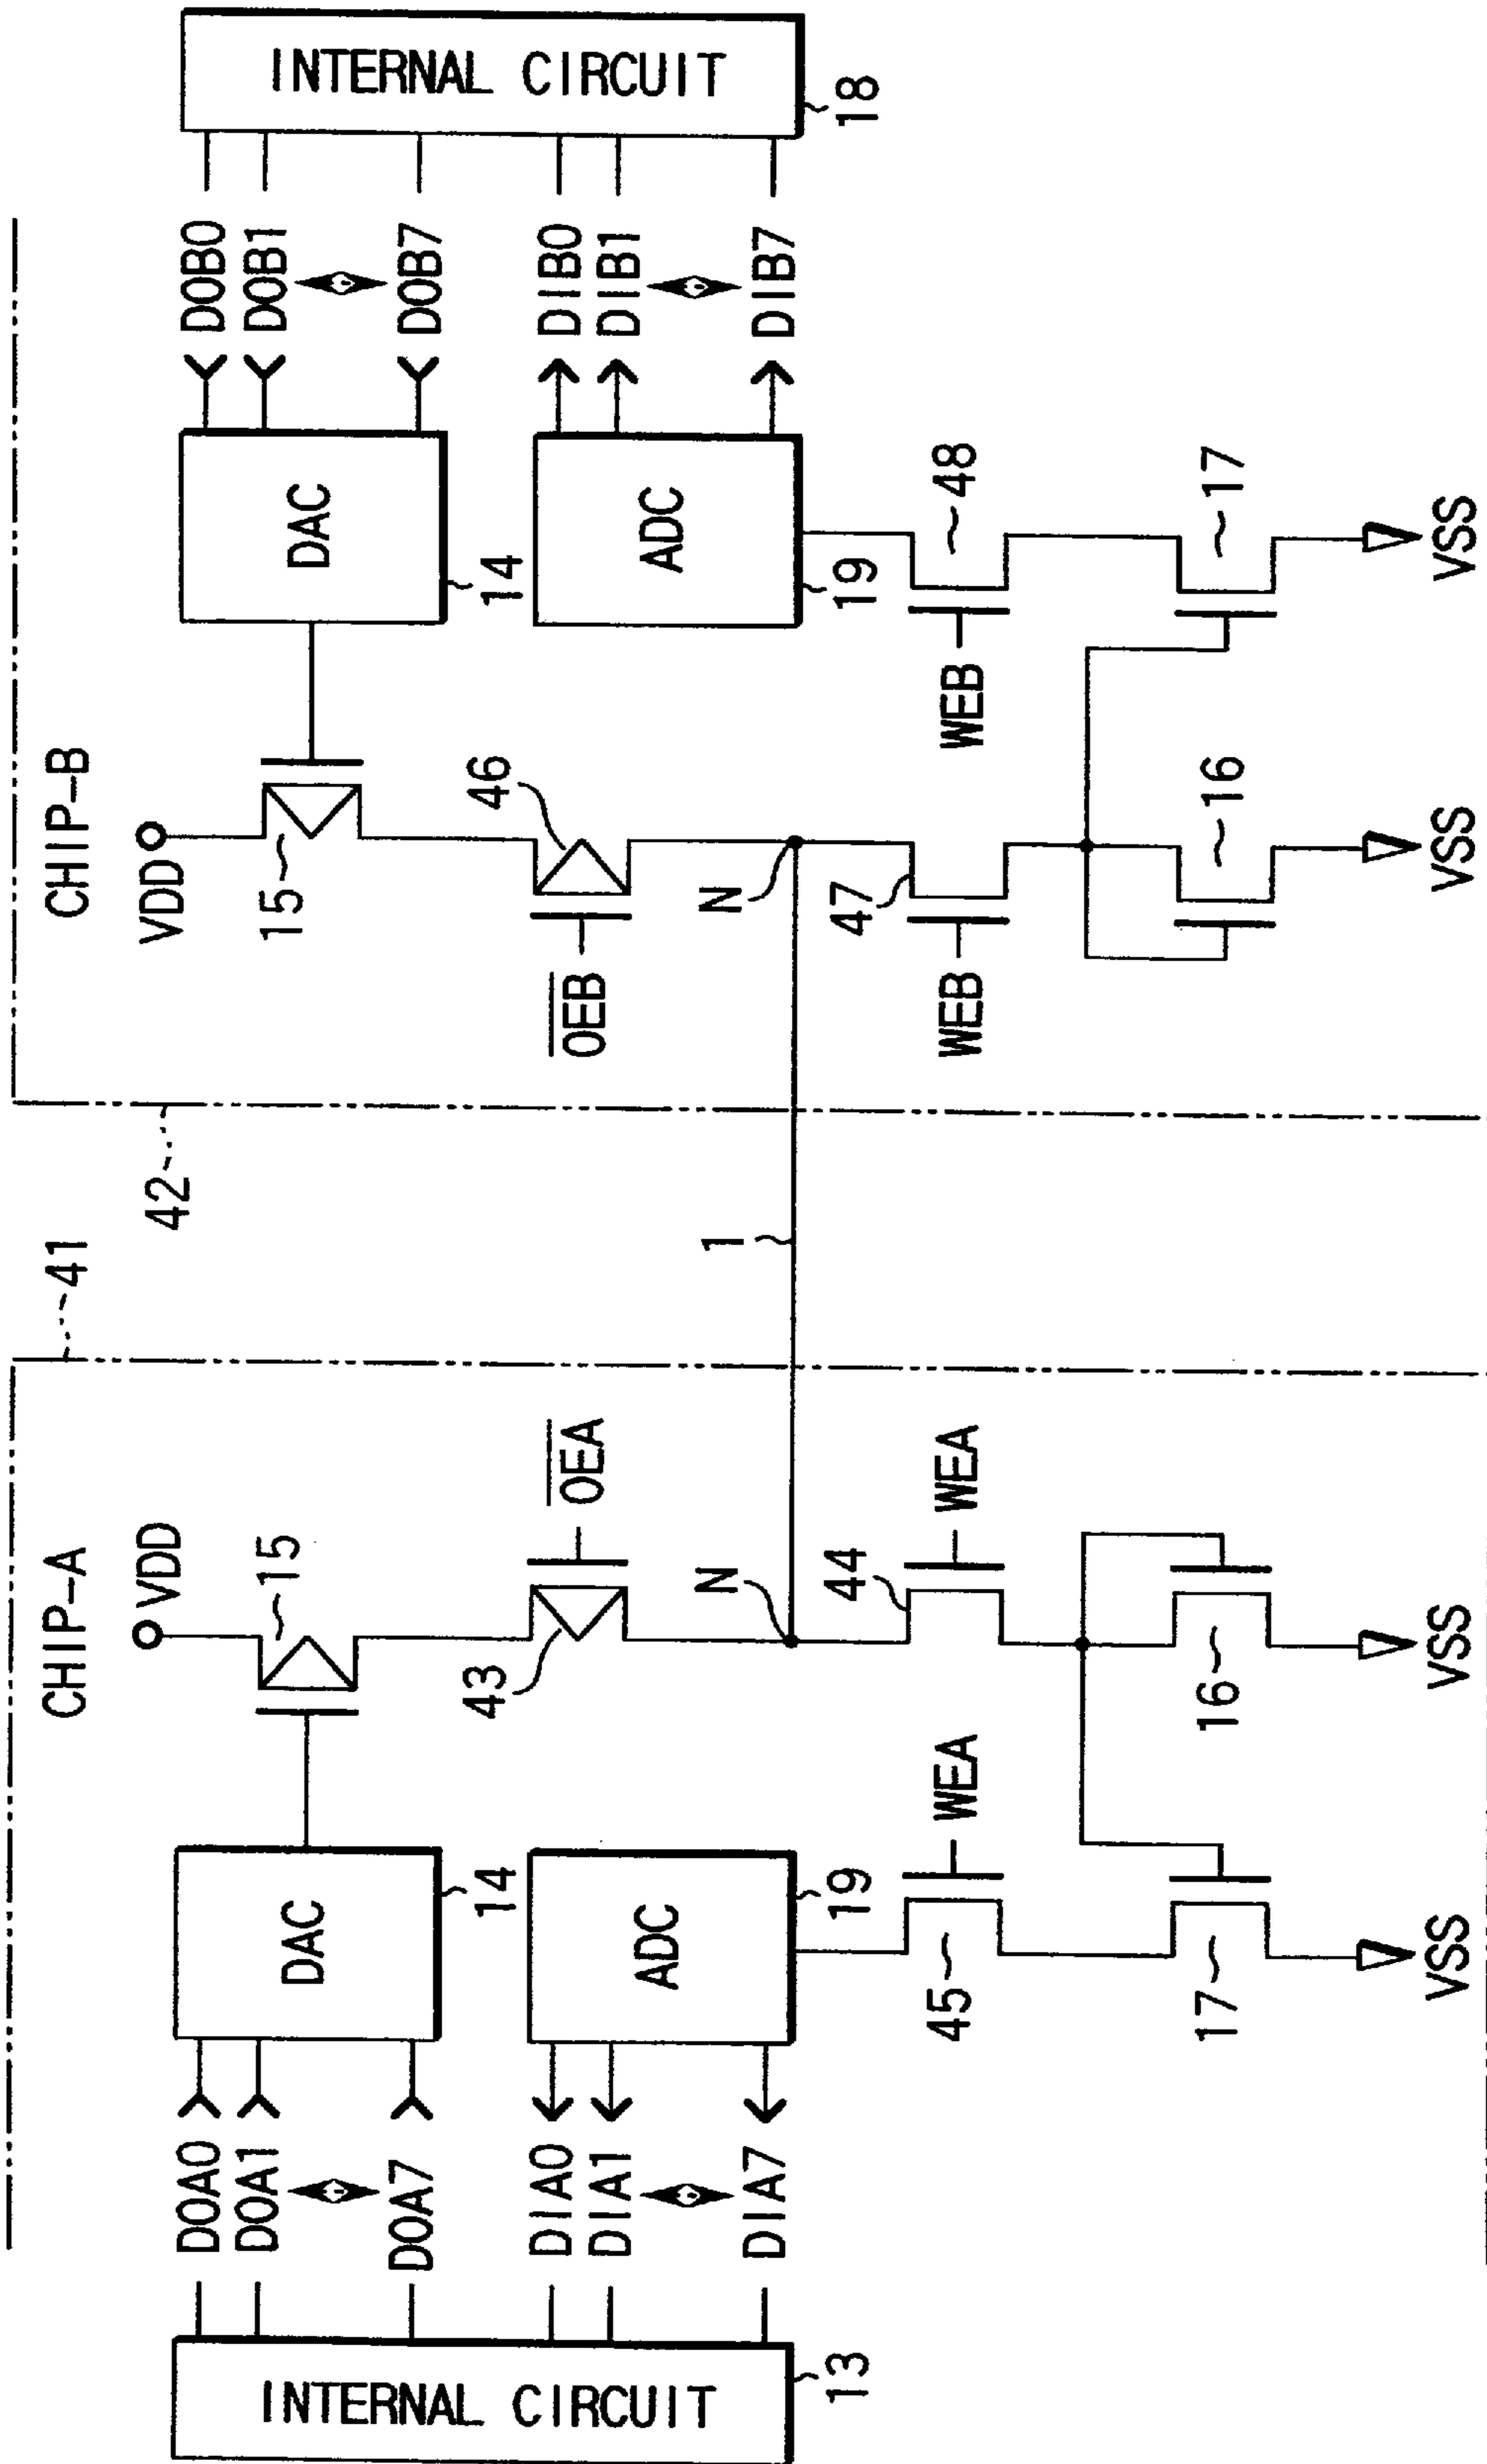 CHIP-A
CHIP-B
41
42
VDD
VDD
15
15
INTERNAL CIRCUIT
13
DOA0
DOA1
DOA7
DAC
14
DIA0
DIA1
DIA7
ADC
19
43
OEA
N
44
WEA
45
WEA
16
17
VSS
VSS
1
INTERNAL CIRCUIT
18
DOB0
DOB1
DOB7
DAC
14
DIB0
DIB1
DIB7
ADC
19
46
OEB
N
47
WEB
48
WEB
16
17
VSS
VSS